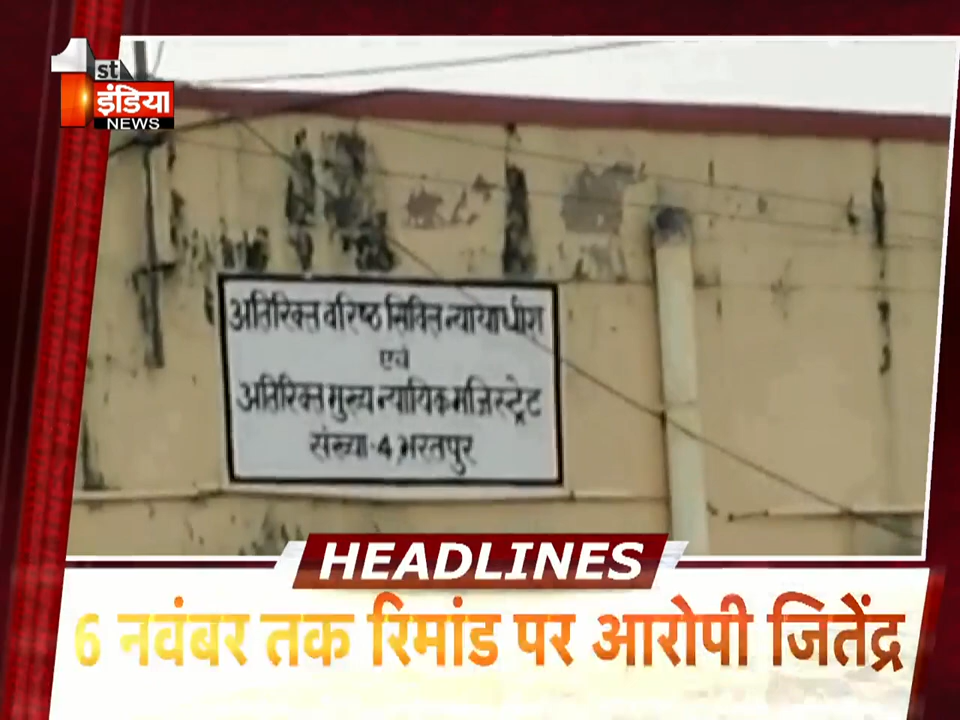 1st
इंडिया
NEWS
अतिरिक्त वरिष्ठ सिविल न्यायाधीश
एवं
अतिरिक्त मुख्य न्यायिक मजिस्ट्रेट
संख्या-4 भरतपुर
HEADLINES
6 नवंबर तक रिमांड पर आरोपी जितेंद्र